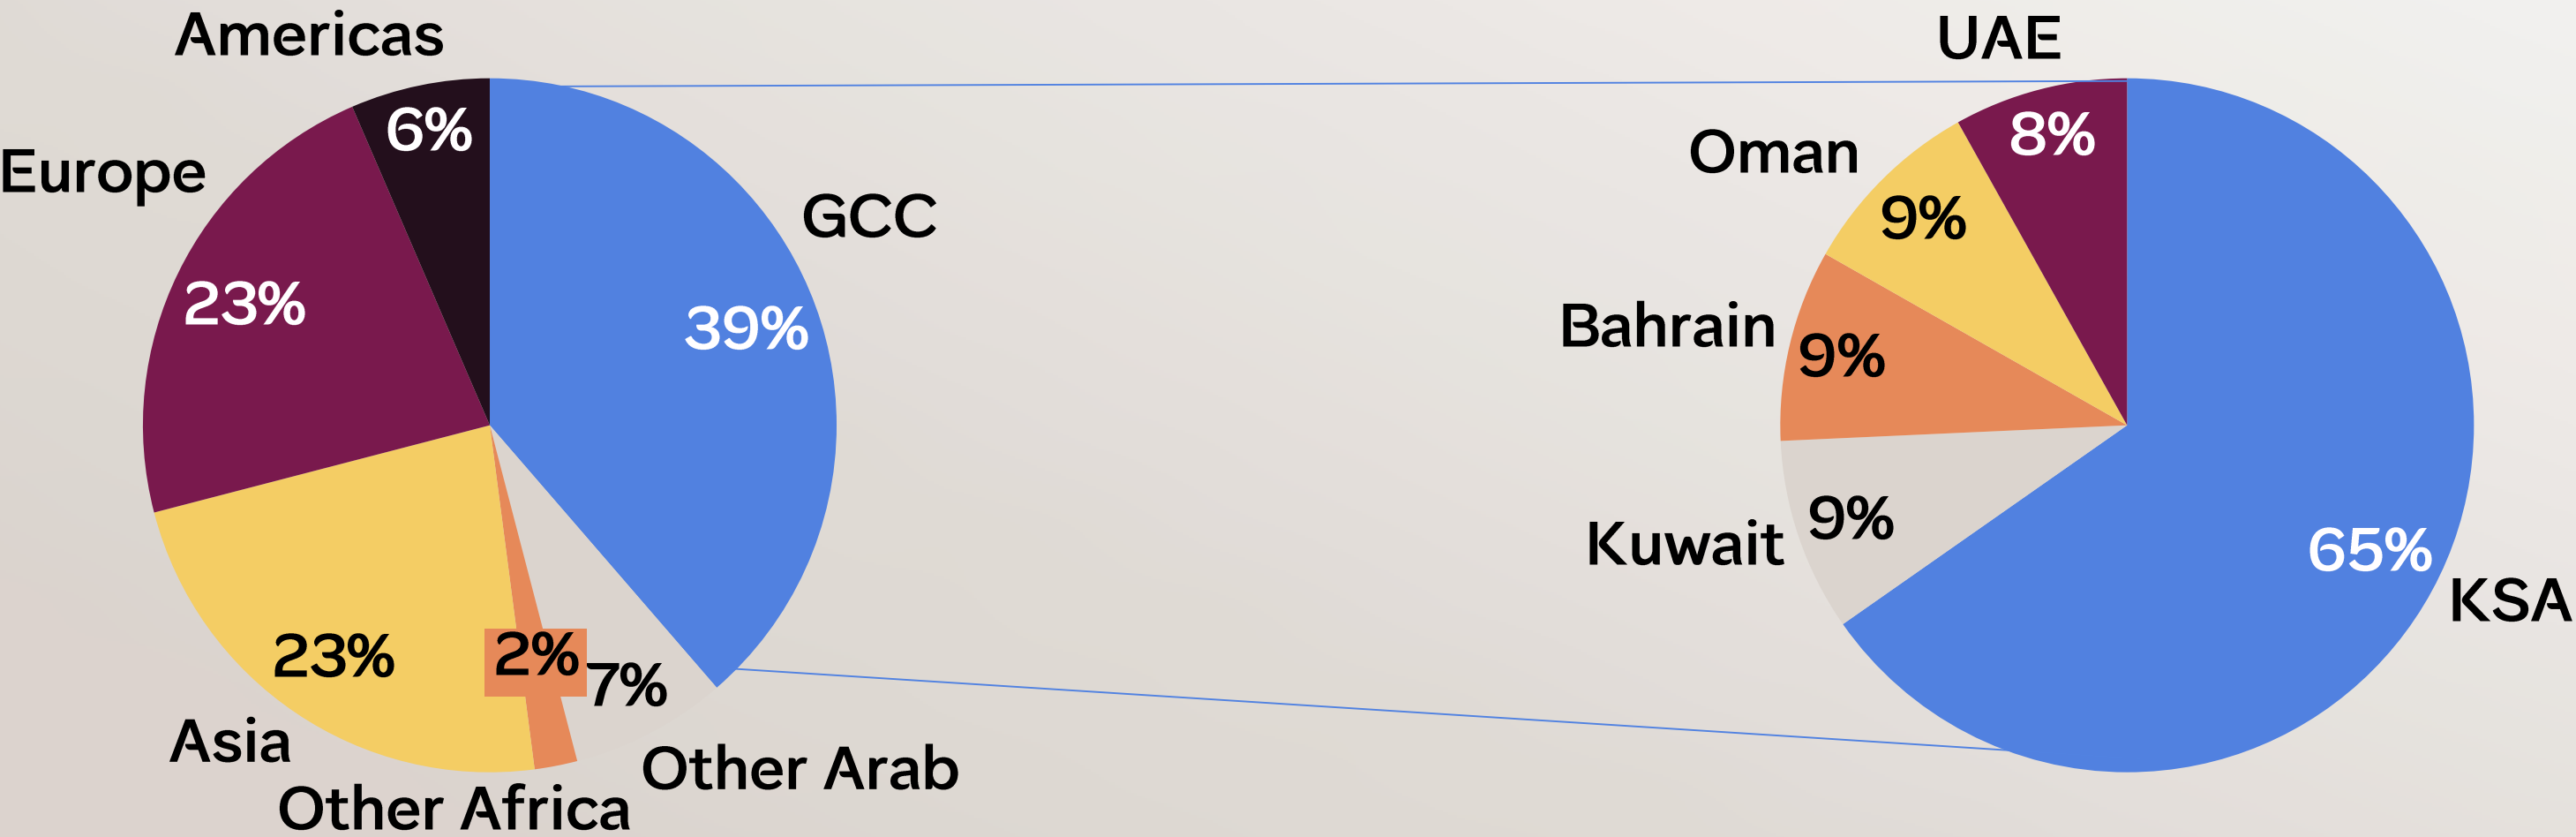 Americas
6%
Europe
23%
GCC
39%
23%
2%
7%
Asia
Other Africa
Other Arab
UAE
8%
Oman
9%
Bahrain
9%
Kuwait
9%
65%
KSA